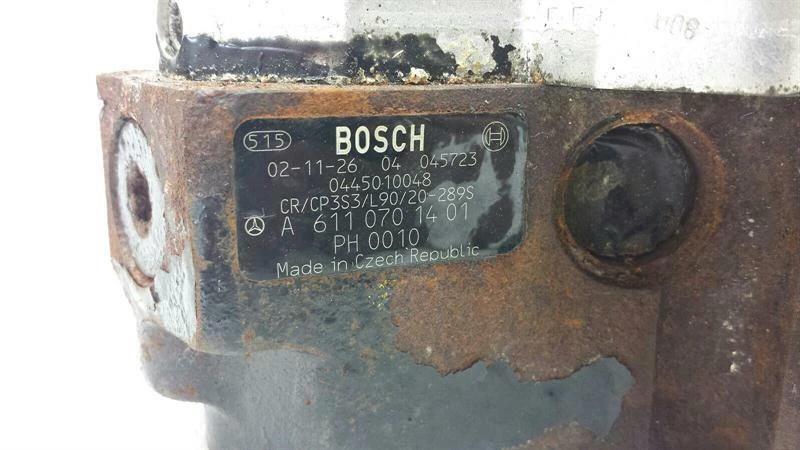 515 BOSCH
02-11-26 04 045723
0445010048
CR/CP3S3/L90/20-289S
A 611 070 14 01
PH 0010
Made in Czech Republic